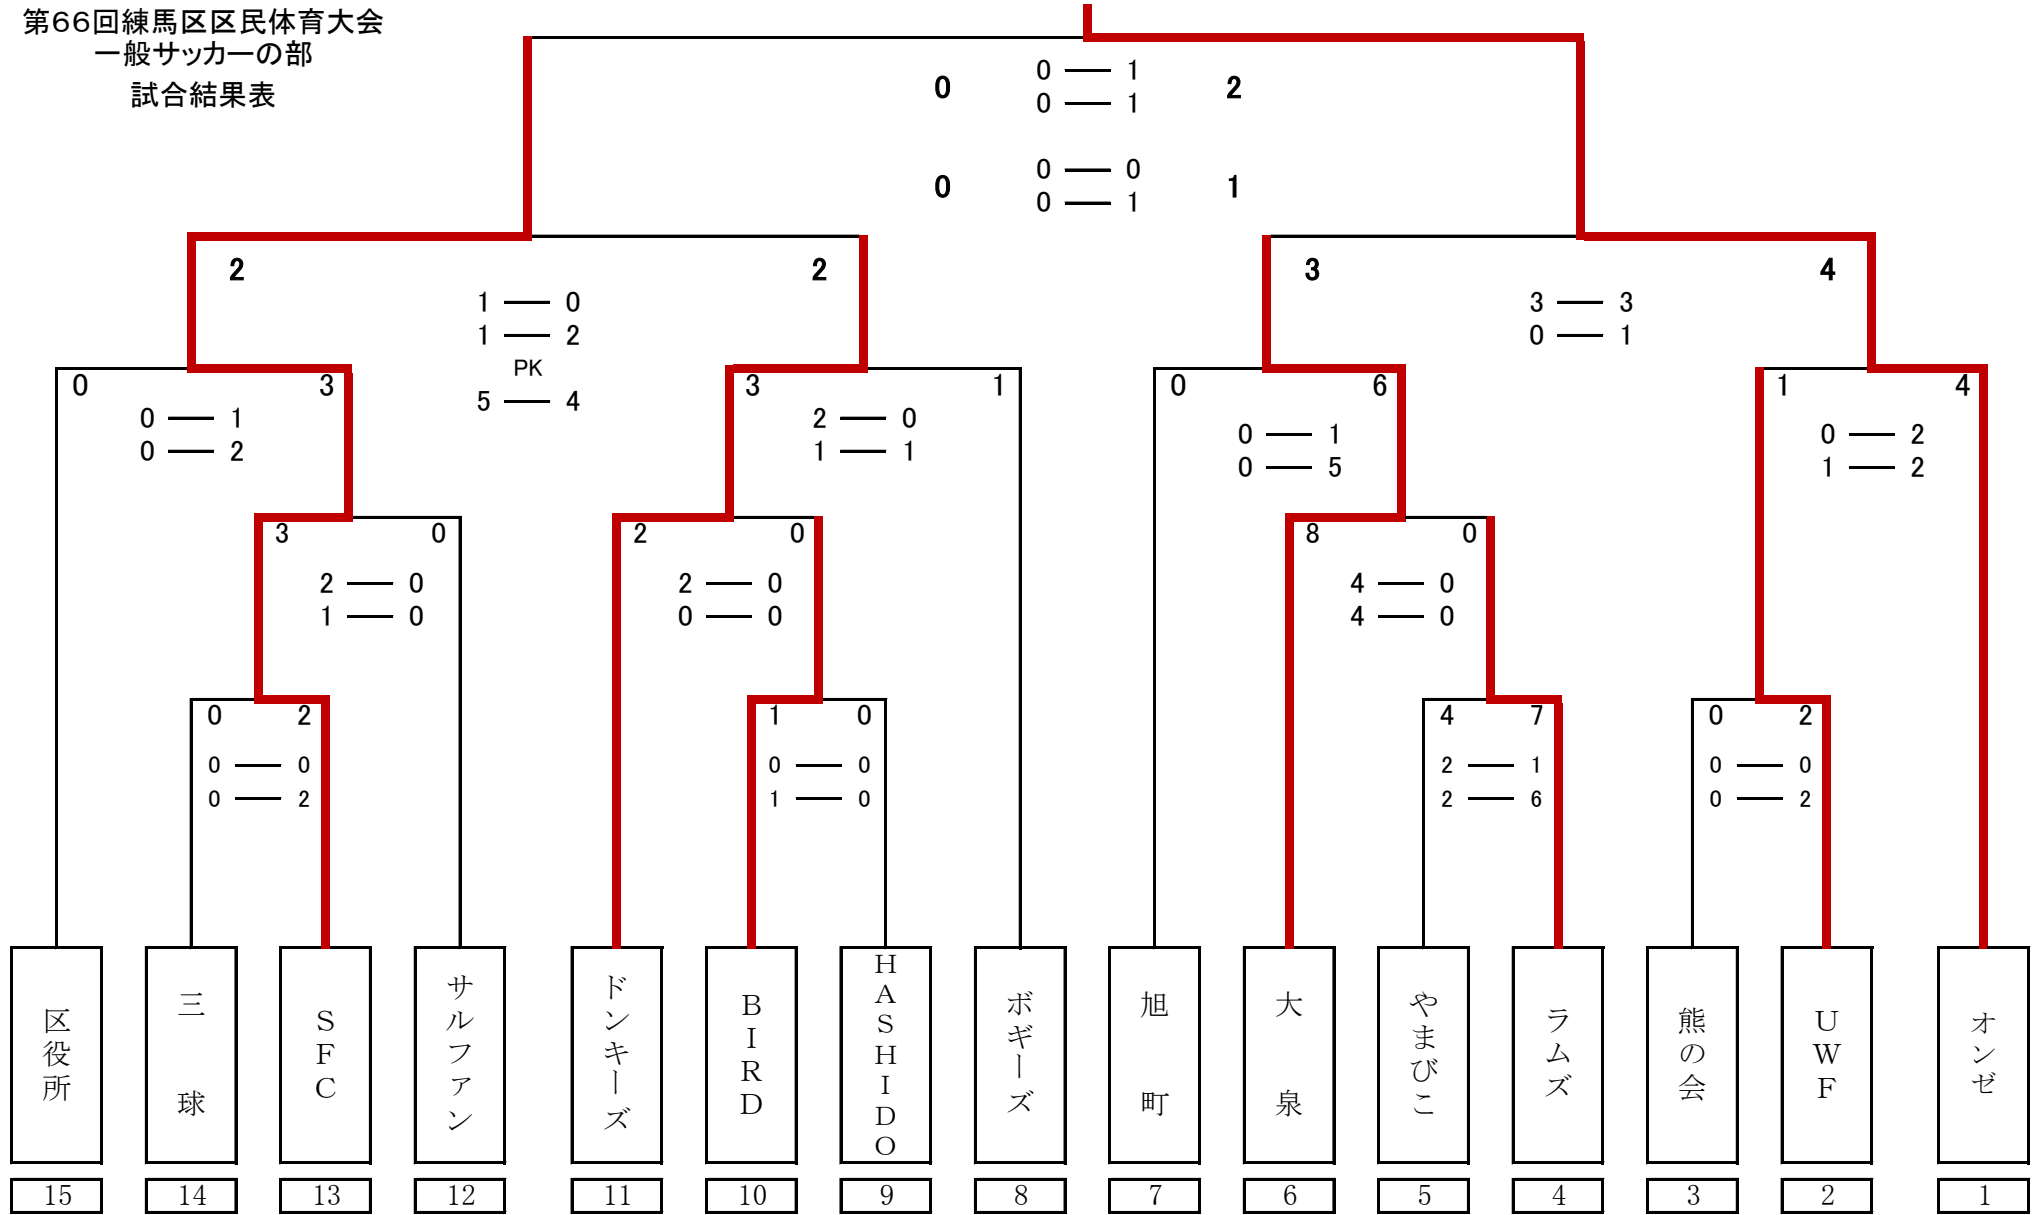 第66回練馬区区民体育大会
一般サッカーの部
試合結果表
0 0 ― 1 2
0 ― 1
0 0 ― 0 1
0 ― 1
2 2 3 4
1 ― 0 3 ― 3
1 ― 2 0 ― 1
PK
5 ― 4
0 3 3 1 0 6 1 4
0 ― 1 2 ― 0 0 ― 1 0 ― 2
0 ― 2 1 ― 1 0 ― 5 1 ― 2
3 0 2 0 8 0
2 ― 0 2 ― 0 4 ― 0
1 ― 0 0 ― 0 4 ― 0
0 2 1 0 4 7 0 2
0 ― 0 0 ― 0 2 ― 1 0 ― 0
0 ― 2 1 ― 0 2 ― 6 0 ― 2
区役所
三球
SFC
サルファン
ドンキーズ
BIRD
HASHIDO
ボギーズ
旭町
大泉
やまびこ
ラムズ
熊の会
UWF
オンゼ
15 14 13 12 11 10 9 8 7 6 5 4 3 2 1